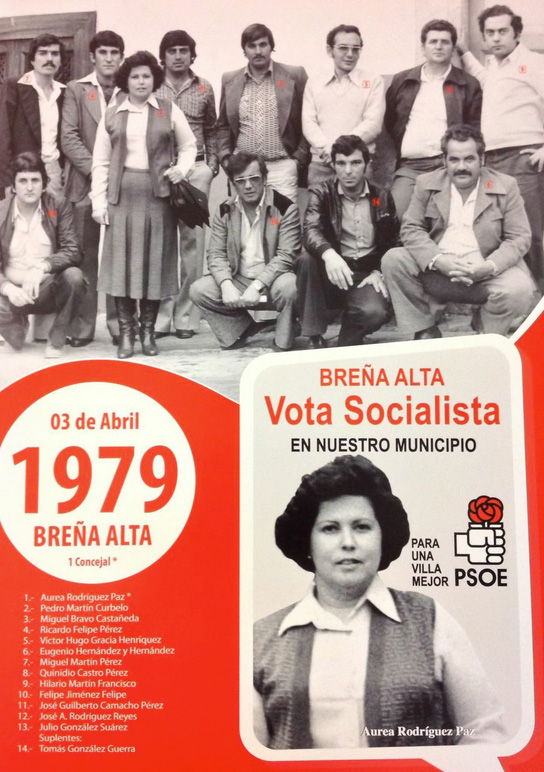 03 de Abril
1979
BREÑA ALTA
1 Concejal *
1.- Aurea Rodríguez Paz *
2.- Pedro Martín Curbelo
3.- Miguel Bravo Castañeda
4.- Ricardo Felipe Pérez
5.- Víctor Hugo Gracia Henríquez
6.- Eugenio Hernández y Hernández
7.- Miguel Martín Pérez
8.- Quinidio Castro Pérez
9.- Hilario Martín Francisco
10.- Felipe Jiménez Felipe
11.- José Guilberto Camacho Pérez
12.- José A. Rodríguez Reyes
13.- Julio González Suárez
Suplentes:
14.- Tomás González Guerra
BREÑA ALTA
Vota Socialista
EN NUESTRO MUNICIPIO
PARA
UNA
VILLA
MEJOR
PSOE
Aurea Rodríguez Paz